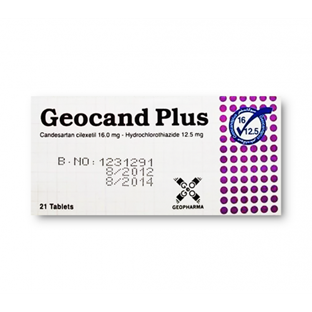 Geocand Plus
16
12.5
Candesartan cilexetil 16.0 mg - Hydrochlorothiazide 12.5 mg
B·NO: 1231291
8/2012
8/2014
21 Tablets
GEOPHARMA